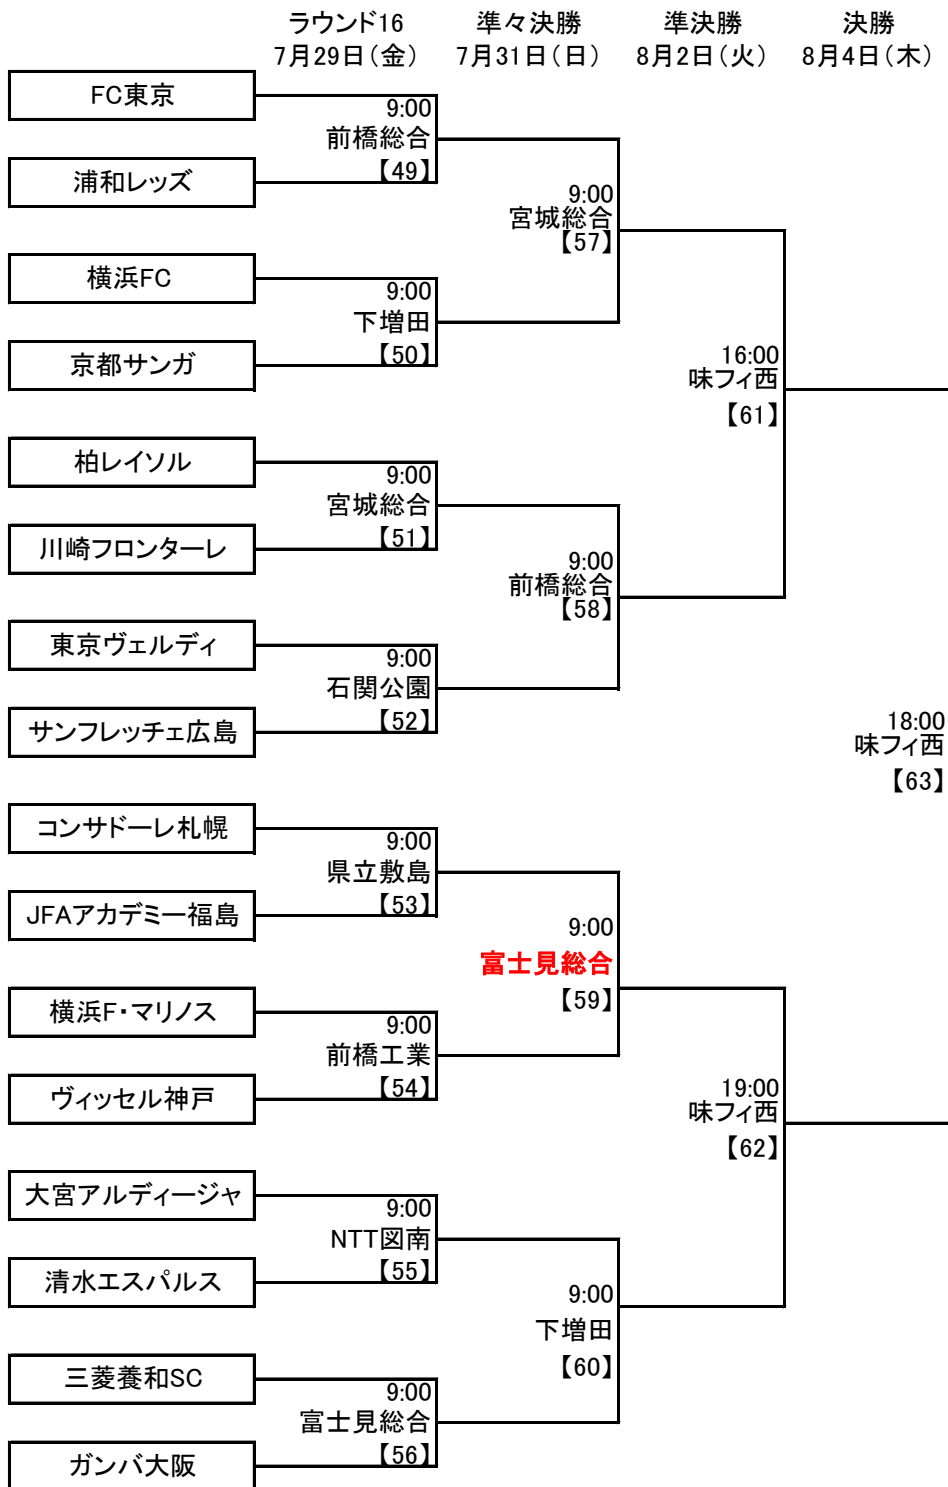 ラウンド16 準々決勝 準決勝 決勝
7月29日(金) 7月31日(日) 8月2日(火) 8月4日(木)
FC東京
9:00
前橋総合
【49】
浦和レッズ
9:00
宮城総合
【57】
横浜FC
9:00
下増田
【50】
京都サンガ
16:00
味フィ西
【61】
柏レイソル
9:00
宮城総合
【51】
川崎フロンターレ
9:00
前橋総合
【58】
東京ヴェルディ
9:00
石関公園
【52】
サンフレッチェ広島
18:00
味フィ西
【63】
コンサドーレ札幌
9:00
県立敷島
【53】
JFAアカデミー福島
9:00
富士見総合
【59】
横浜F・マリノス
9:00
前橋工業
【54】
ヴィッセル神戸
19:00
味フィ西
【62】
大宮アルディージャ
9:00
NTT図南
【55】
清水エスパルス
9:00
下増田
【60】
三菱養和SC
9:00
富士見総合
【56】
ガンバ大阪